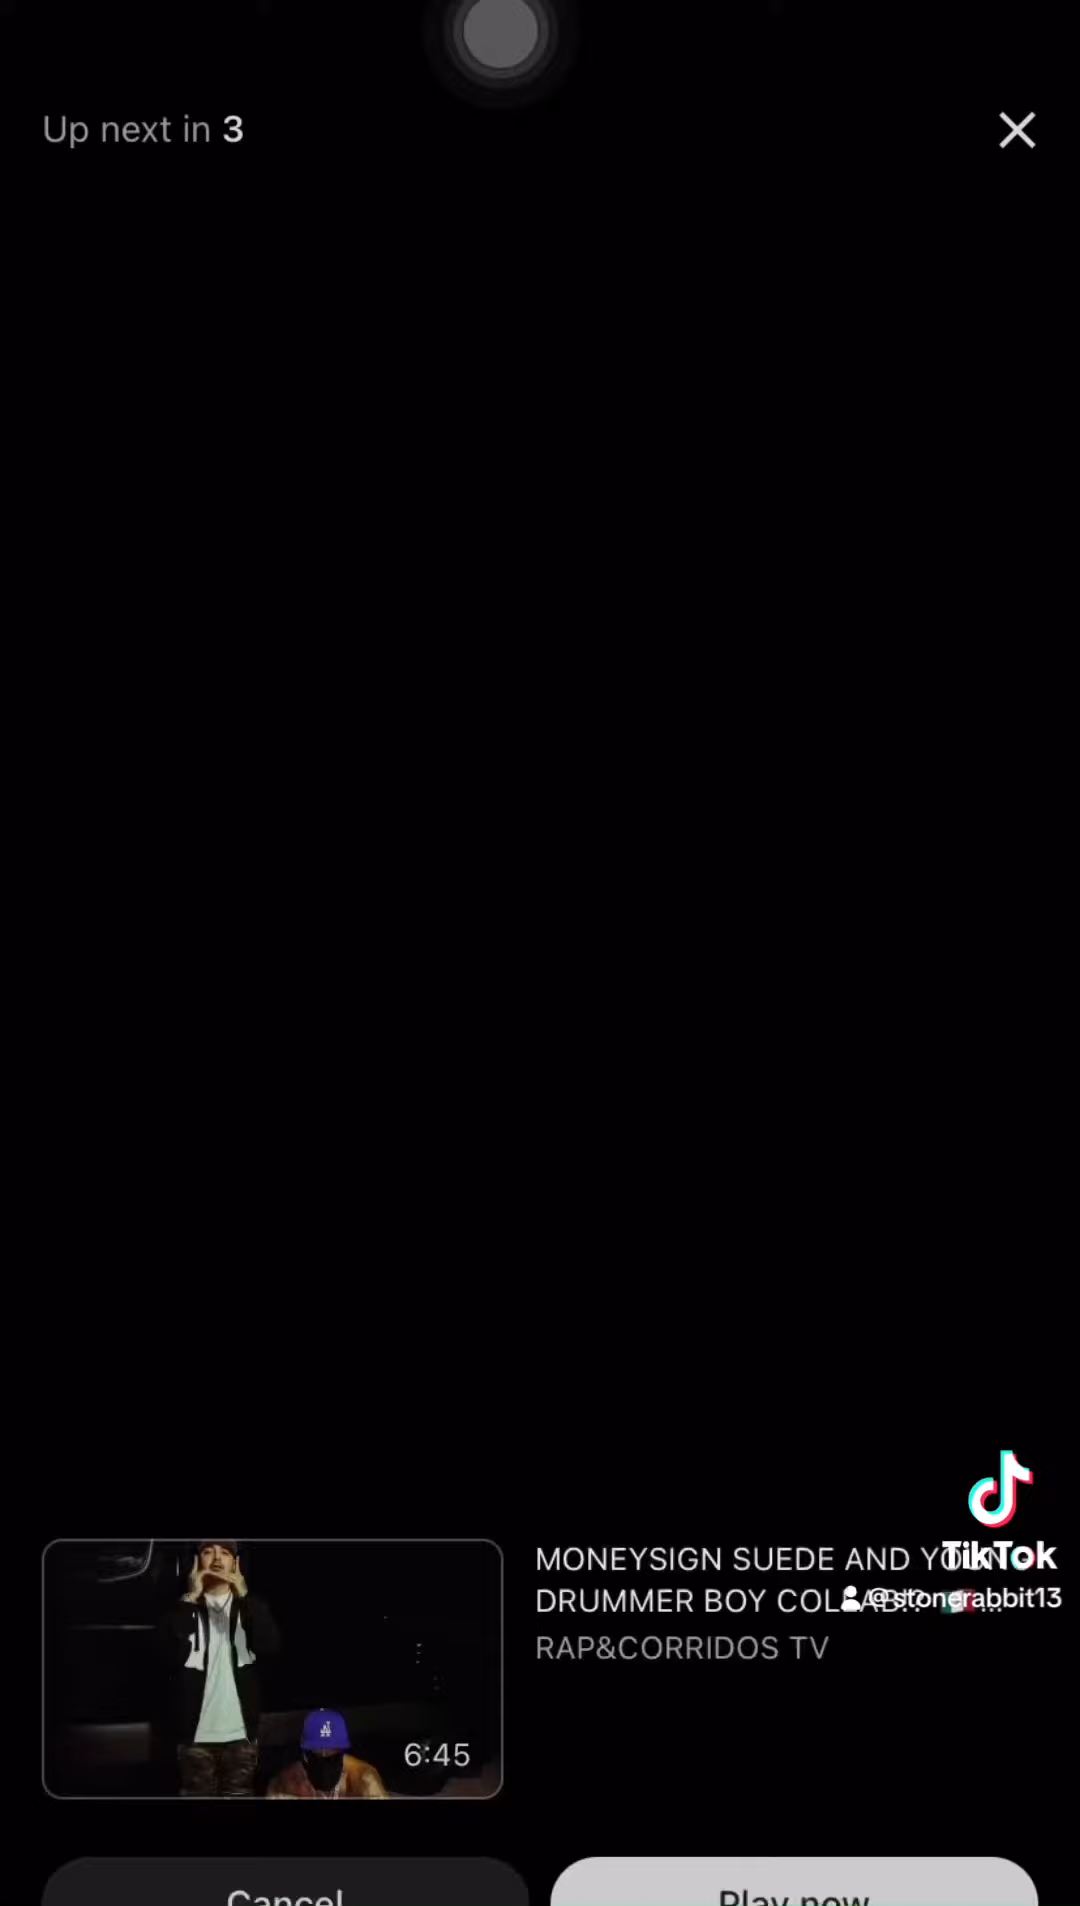 Up next in 3
MONEYSIGN SUEDE AND
DRUMMER BOY
RAP&CORRIDOS TV
6:45
TikTok
@stonerabbit13
Cancel
Play now